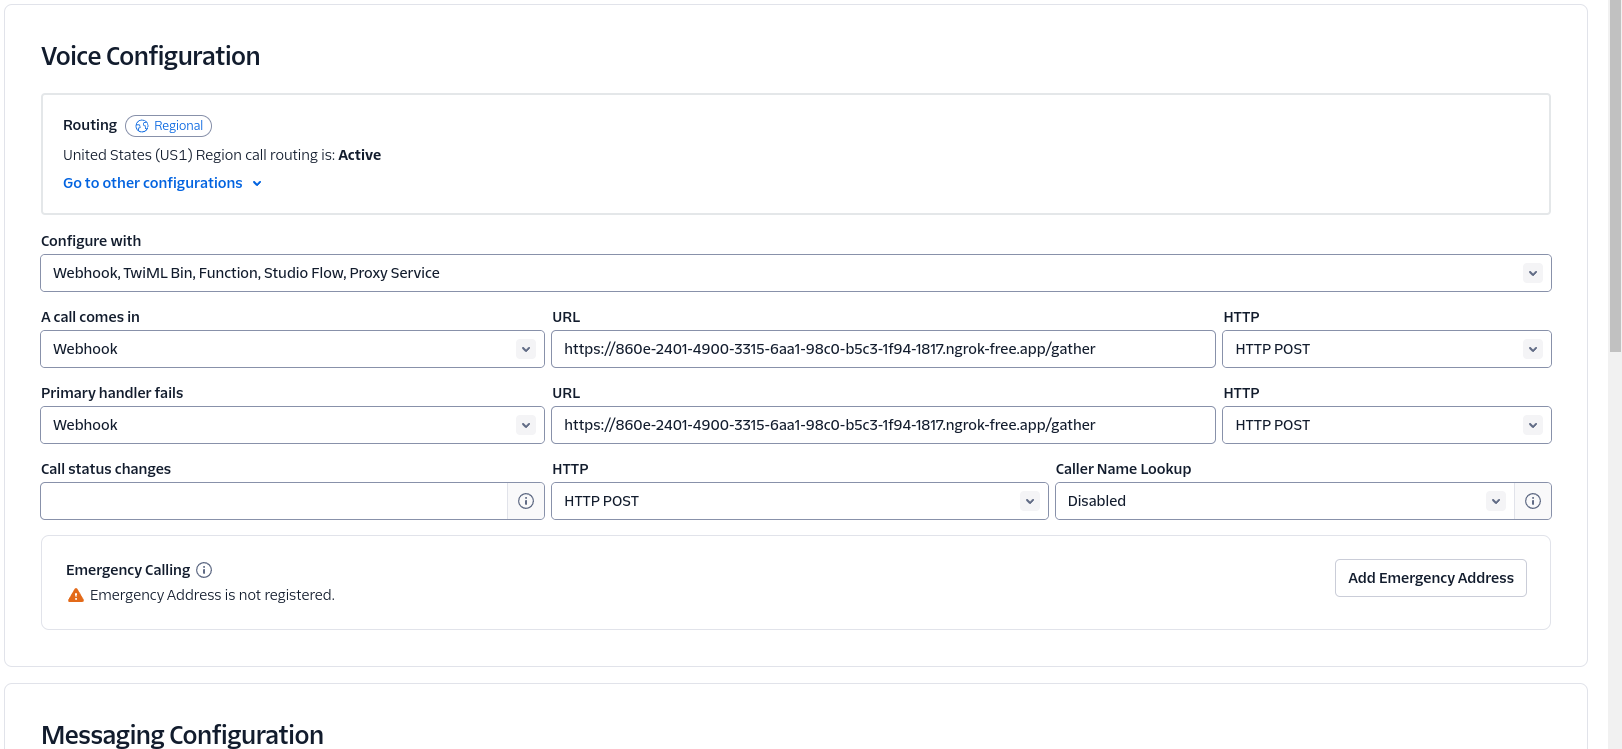 Voice Configuration
Routing Regional
United States (US1) Region call routing is: Active
Go to other configurations
Configure with
Webhook, TwiML Bin, Function, Studio Flow, Proxy Service
A call comes in URL HTTP
Webhook https://860e-2401-4900-3315-6aa1-98c0-b5c3-1f94-1817.ngrok-free.app/gather HTTP POST
Primary handler fails URL HTTP
Webhook https://860e-2401-4900-3315-6aa1-98c0-b5c3-1f94-1817.ngrok-free.app/gather HTTP POST
Call status changes HTTP Caller Name Lookup
HTTP POST Disabled
Emergency Calling
Emergency Address is not registered.
Add Emergency Address
Messaging Configuration